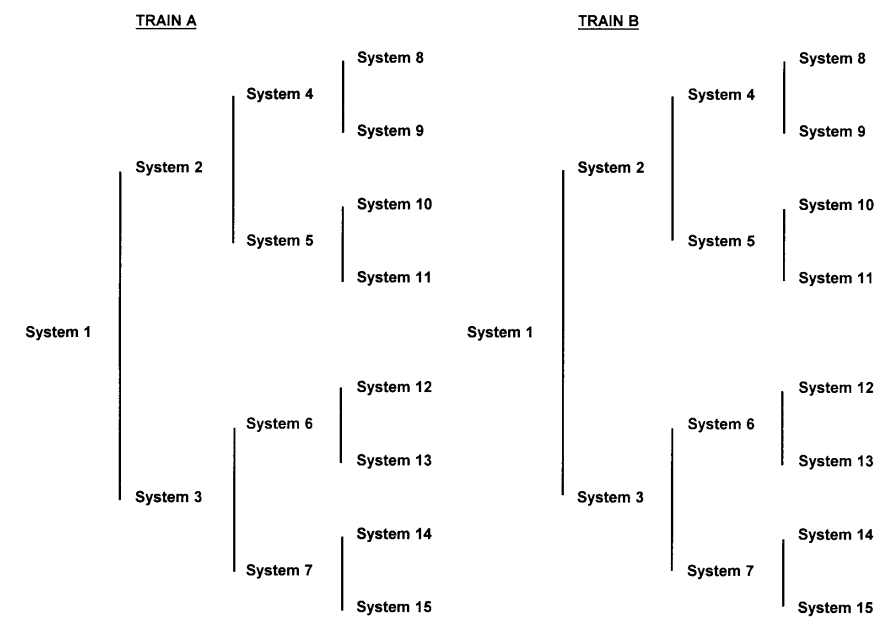 TRAIN A
System 8
System 4
System 9
System 2
System 10
System 5
System 11
System 1
System 12
System 6
System 13
System 3
System 14
System 7
System 15
TRAIN B
System 8
System 4
System 9
System 2
System 10
System 5
System 11
System 1
System 12
System 6
System 13
System 3
System 14
System 7
System 15